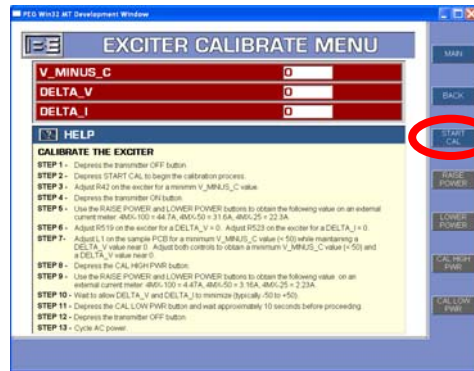 PEG Win32 MT Development Window
EXCITER CALIBRATE MENU
V_MINUS_C 0
DELTA_V 0
DELTA_I 0
HELP
CALIBRATE THE EXCITER
STEP 1 - Depress the transmitter OFF button.
STEP 2 - Depress START CAL to begin the calibration process.
STEP 3 - Adjust R42 on the exciter for a minimm V_MINUS_C value.
STEP 4 - Depress the transmitter ON button.
STEP 5 - Use the RAISE POWER and LOWER POWER buttons to obtain the following value on an external
current meter: 4MX-100 = 44.7A, 4MX-50 = 31.6A, 4MX-25 = 22.3A.
STEP 6 - Adjust R519 on the exciter for a DELTA_V = 0. Adjust R523 on the exciter for a DELTA_I = 0.
STEP 7- Adjust L1 on the sample PCB for a minimum V_MINUS_C value (< 50) while maintaining a
DELTA_V value near 0. Adjust both controls to obtain a minimum V_MINUS_C value (< 50) and
a DELTA_V value near 0.
STEP 8 - Depress the CAL HIGH PWR button.
STEP 9 - Use the RAISE POWER and LOWER POWER buttons to obtain the following value on an
external current meter: 4MX-100 = 4.47A, 4MX-50 = 3.16A, 4MX-25 = 2.23A.
STEP 10 - Wait to allow DELTA_V and DELTA_I to minimize (typically -50 to +50).
STEP 11 - Depress the CAL LOW PWR button and wait approximately 10 seconds before proceeding.
STEP 12 - Depress the transmitter OFF button.
STEP 13 - Cycle AC power.
MAIN
BACK
START
CAL
RAISE
POWER
LOWER
POWER
CAL HIGH
PWR
CAL LOW
PWR